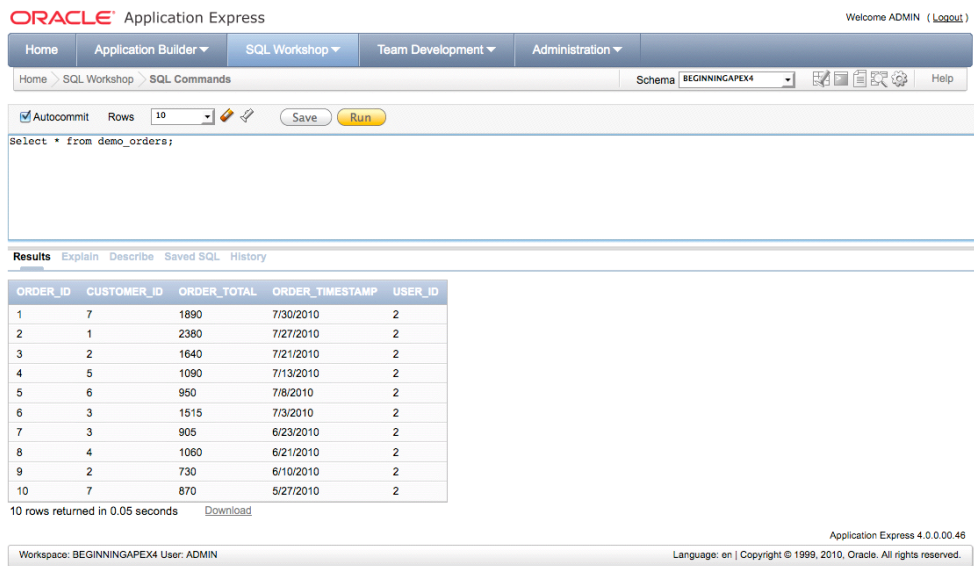 ORACLE Application Express
Welcome ADMIN (Logout)
Home Application Builder SQL Workshop Team Development Administration
Home SQL Workshop SQL Commands Schema BEGINNINGAPEX4 Help
Autocommit Rows 10 Save Run
Select * from demo_orders;
Results Explain Describe Saved SQL History
ORDER_ID CUSTOMER_ID ORDER_TOTAL ORDER_TIMESTAMP USER_ID
1 7 1890 7/30/2010 2
2 1 2380 7/27/2010 2
3 2 1640 7/21/2010 2
4 5 1090 7/13/2010 2
5 6 950 7/8/2010 2
6 3 1515 7/3/2010 2
7 3 905 6/23/2010 2
8 4 1060 6/21/2010 2
9 2 730 6/10/2010 2
10 7 870 5/27/2010 2
10 rows returned in 0.05 seconds Download
Application Express 4.0.0.00.46
Workspace: BEGINNINGAPEX4 User: ADMIN Language: en | Copyright © 1999, 2010, Oracle. All rights reserved.